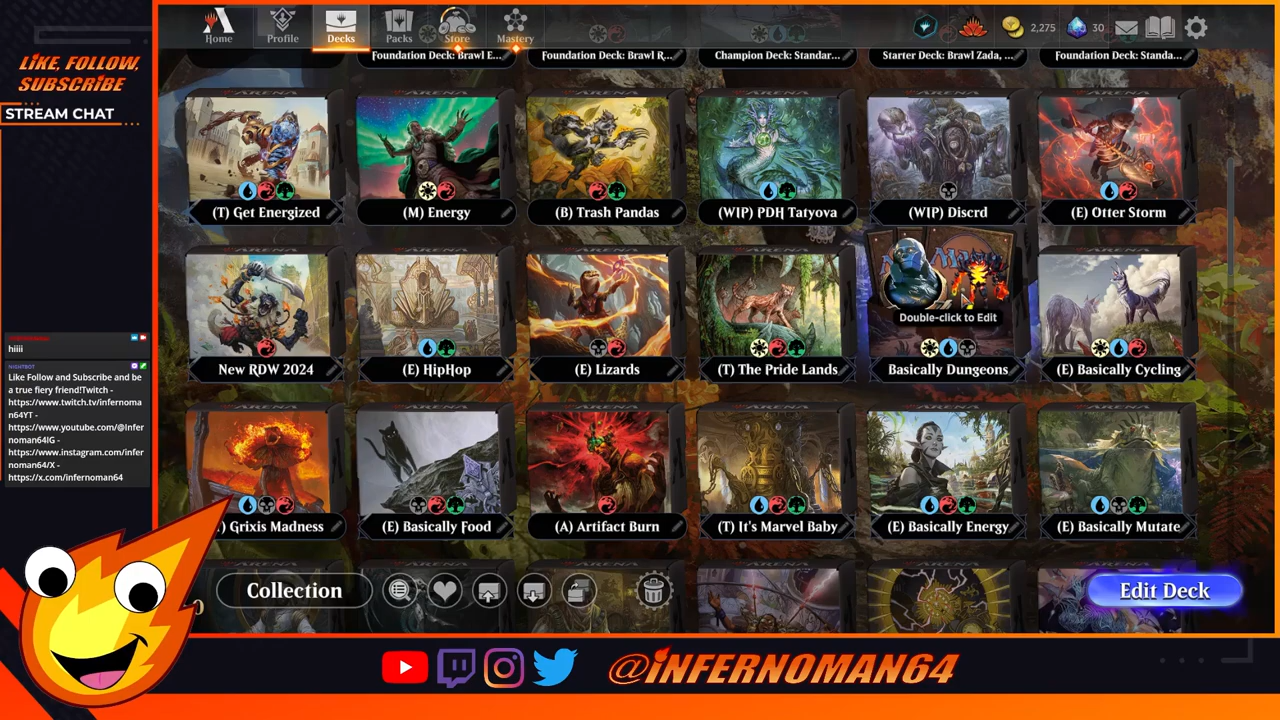 LiKE, FOLLOW,
SUBSCRiBE
STREAM CHAT
hiiii
NIGHTBOT
Like Follow and Subscribe and be
a true fiery friend!Twitch -
https://www.twitch.tv/infernoma
n64YT -
https://www.youtube.com/@Infer
noman64IG -
https://www.instagram.com/infer
noman64/X -
https://x.com/infernoman64
Home
Profile
Decks
Packs
Store
Mastery
2,275
30
Foundation Deck: Brawl E...
Foundation Deck: Brawl R...
Champion Deck: Standar...
Starter Deck: Brawl Zada, ...
Foundation Deck: Standa...
(T) Get Energized
(M) Energy
(B) Trash Pandas
(WIP) PDH Tatyova
(WIP) Discrd
(E) Otter Storm
Double-click to Edit
New RDW 2024
(E) HipHop
(E) Lizards
(T) The Pride Lands
Basically Dungeons
(E) Basically Cycling
Grixis Madness
(E) Basically Food
(A) Artifact Burn
(T) It's Marvel Baby
(E) Basically Energy
(E) Basically Mutate
Collection
Edit Deck
@iNFERNOMAN64